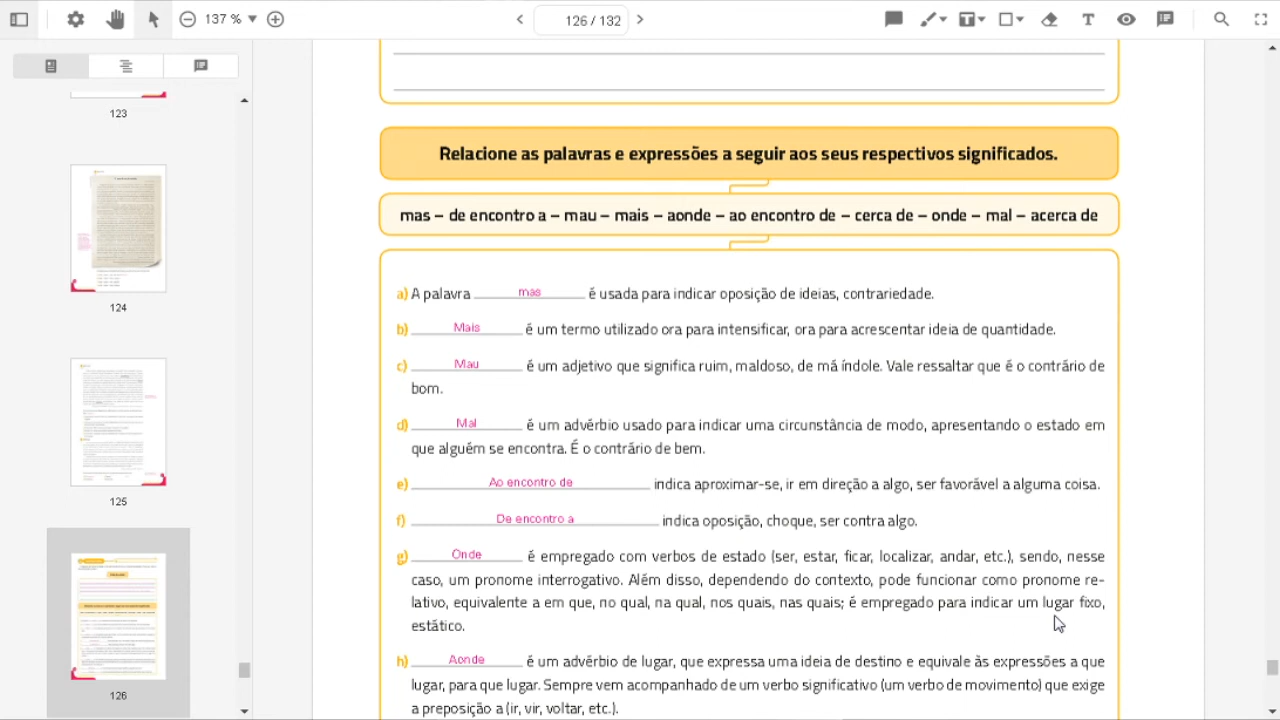 137 %
126 / 132
123
124
125
126
Relacione as palavras e expressões a seguir aos seus respectivos significados.
mas – de encontro a – mau – mais – aonde – ao encontro de – cerca de – onde – mal – acerca de
a) A palavra mas é usada para indicar oposição de ideias, contrariedade.
b) Mais é um termo utilizado ora para intensificar, ora para acrescentar ideia de quantidade.
c) Mau é um adjetivo que significa ruim, maldoso, de má índole. Vale ressaltar que é o contrário de
bom.
d) Mal é um advérbio usado para indicar uma circunstância de modo, apresentando o estado em
que alguém se encontra. É o contrário de bem.
e) Ao encontro de indica aproximar-se, ir em direção a algo, ser favorável a alguma coisa.
f) De encontro a indica oposição, choque, ser contra algo.
g) Onde é empregado com verbos de estado (ser, estar, ficar, localizar, andar, etc.), sendo, nesse
caso, um pronome interrogativo. Além disso, dependendo do contexto, pode funcionar como pronome re-
lativo, equivalente a em que, no qual, na qual, nos quais, nas quais; é empregado para indicar um lugar fixo,
estático.
h) Aonde é um advérbio de lugar, que expressa uma ideia de destino e equivale às expressões a que
lugar, para que lugar. Sempre vem acompanhado de um verbo significativo (um verbo de movimento) que exige
a preposição a (ir, vir, voltar, etc.).